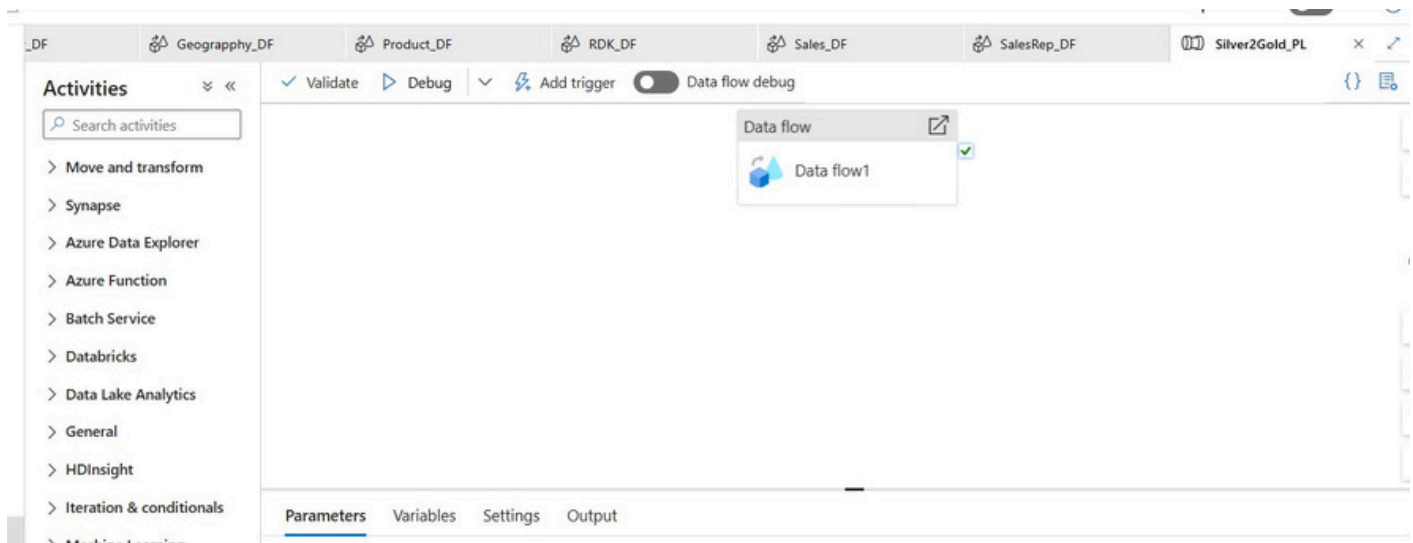 _DF Geograpphy_DF Product_DF RDK_DF Sales_DF SalesRep_DF Silver2Gold_PL
Activities
Validate Debug Add trigger Data flow debug
Search activities
Move and transform
Synapse
Azure Data Explorer
Azure Function
Batch Service
Databricks
Data Lake Analytics
General
HDInsight
Iteration & conditionals
Machine Learning
Data flow
Data flow1
Parameters Variables Settings Output